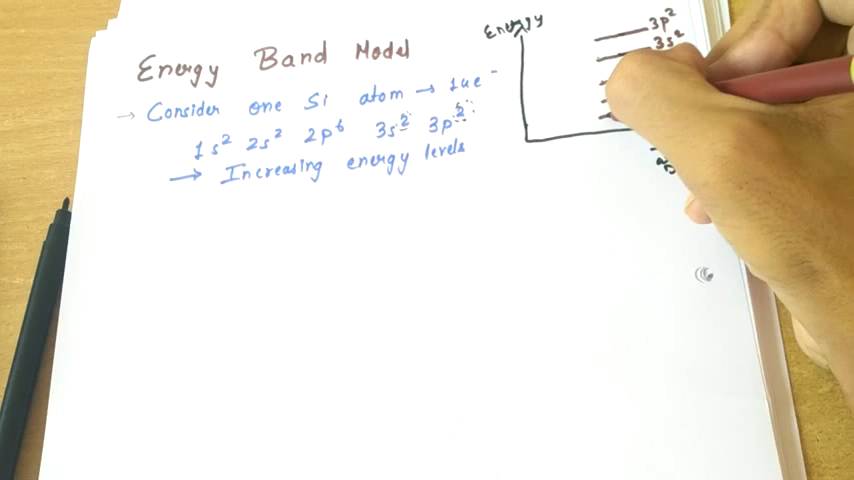 Energy Band Model
→ Consider one Si atom → 14e⁻
1s² 2s² 2p⁶ 3s² 3p²
→ Increasing energy levels
Energy
3p²
3s²